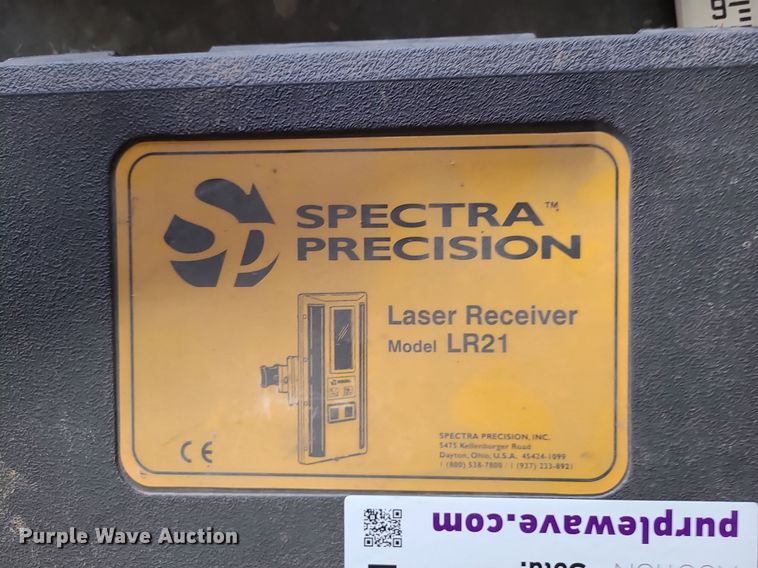 Sp
SPECTRA™
PRECISION
Laser Receiver
Model LR21
CE
SPECTRA PRECISION, INC.
5475 Kellenburger Road
Dayton, Ohio, U.S.A. 45424-1099
1 (800) 538-7800 / 1 (937) 233-8921
purplewave.com
Purple Wave Auction